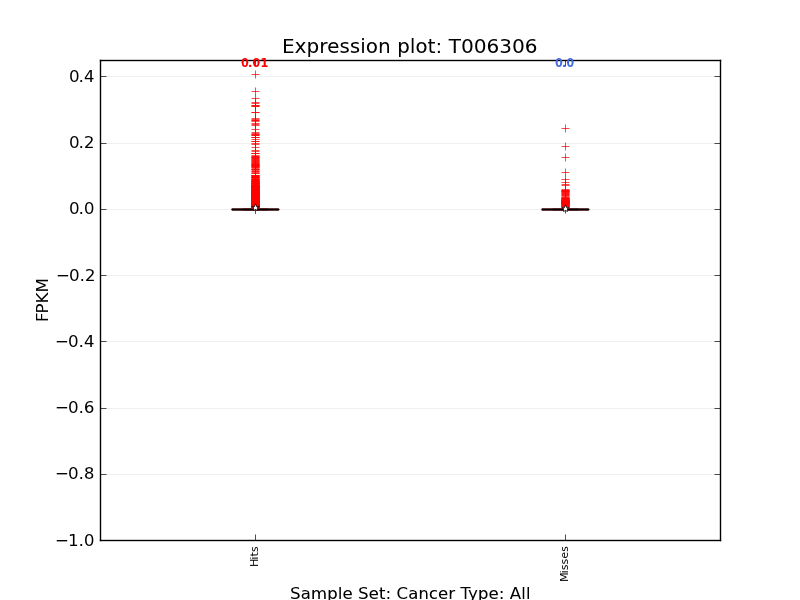 Expression plot: T006306
0.01
0.0
0.4
0.2
0.0
−0.2
−0.4
−0.6
−0.8
−1.0
FPKM
Hits
Misses
Sample Set: Cancer Type: All